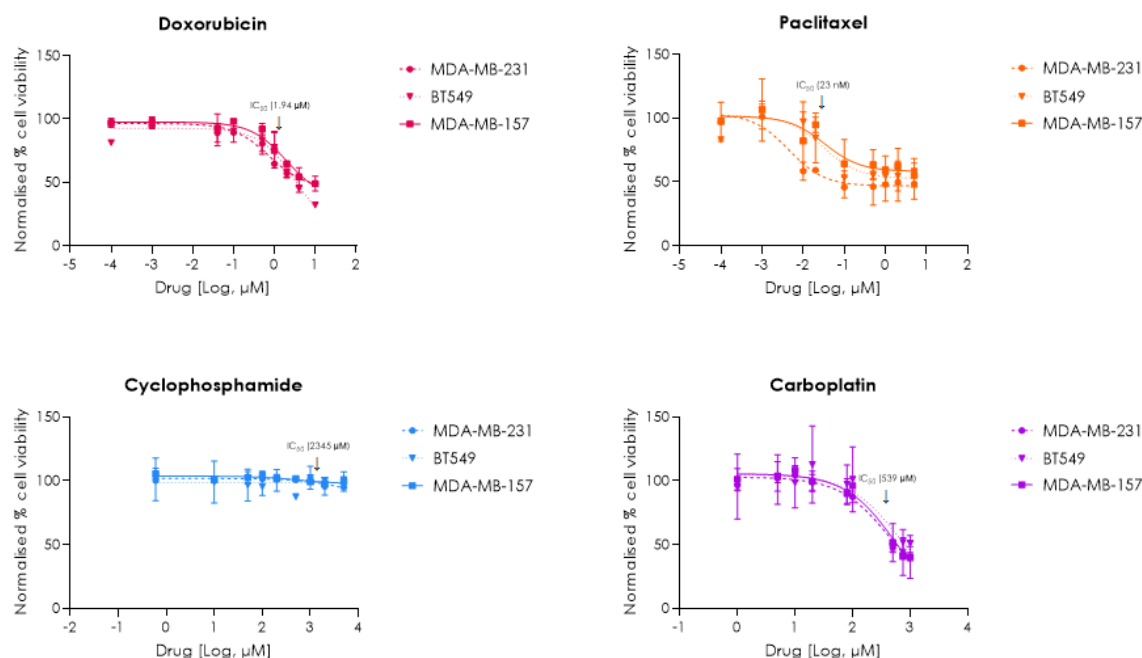 Doxorubicin
Normalised % cell viability
150
100
50
0
-5 -4 -3 -2 -1 0 1 2
Drug [Log, µM]
IC50 (1.94 µM)
MDA-MB-231
BT549
MDA-MB-157
Paclitaxel
Normalised % cell viability
150
100
50
0
-5 -4 -3 -2 -1 0 1 2
Drug [Log, µM]
IC50 (23 nM)
MDA-MB-231
BT549
MDA-MB-157
Cyclophosphamide
Normalised % cell viability
150
100
50
0
-2 -1 0 1 2 3 4
Drug [Log, µM]
IC50 (2345 µM)
MDA-MB-231
BT549
MDA-MB-157
Carboplatin
Normalised % cell viability
150
100
50
0
-1 0 1 2 3 4
Drug [Log, µM]
IC50 (539 µM)
MDA-MB-231
BT549
MDA-MB-157